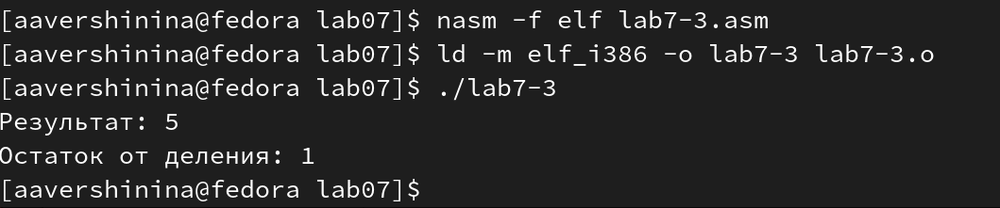 [aavershinina@fedora lab07]$ nasm -f elf lab7-3.asm
[aavershinina@fedora lab07]$ ld -m elf_i386 -o lab7-3 lab7-3.o
[aavershinina@fedora lab07]$ ./lab7-3
Результат: 5
Остаток от деления: 1
[aavershinina@fedora lab07]$